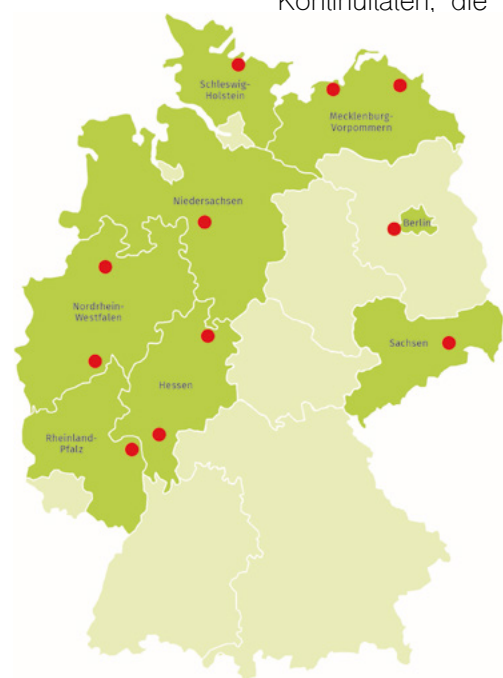 Kontinuitäten, die
Schleswig-
Holstein
Mecklenburg-
Vorpommern
Niedersachsen
Berlin
Nordrhein-
Westfalen
Sachsen
Hessen
Rheinland-
Pfalz